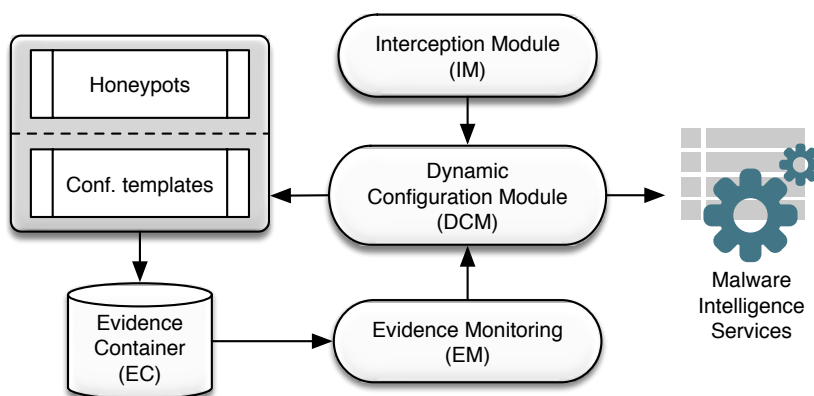 Honeypots
Conf. templates
Interception Module
(IM)
Dynamic
Configuration Module
(DCM)
Malware
Intelligence
Services
Evidence
Container
(EC)
Evidence Monitoring
(EM)